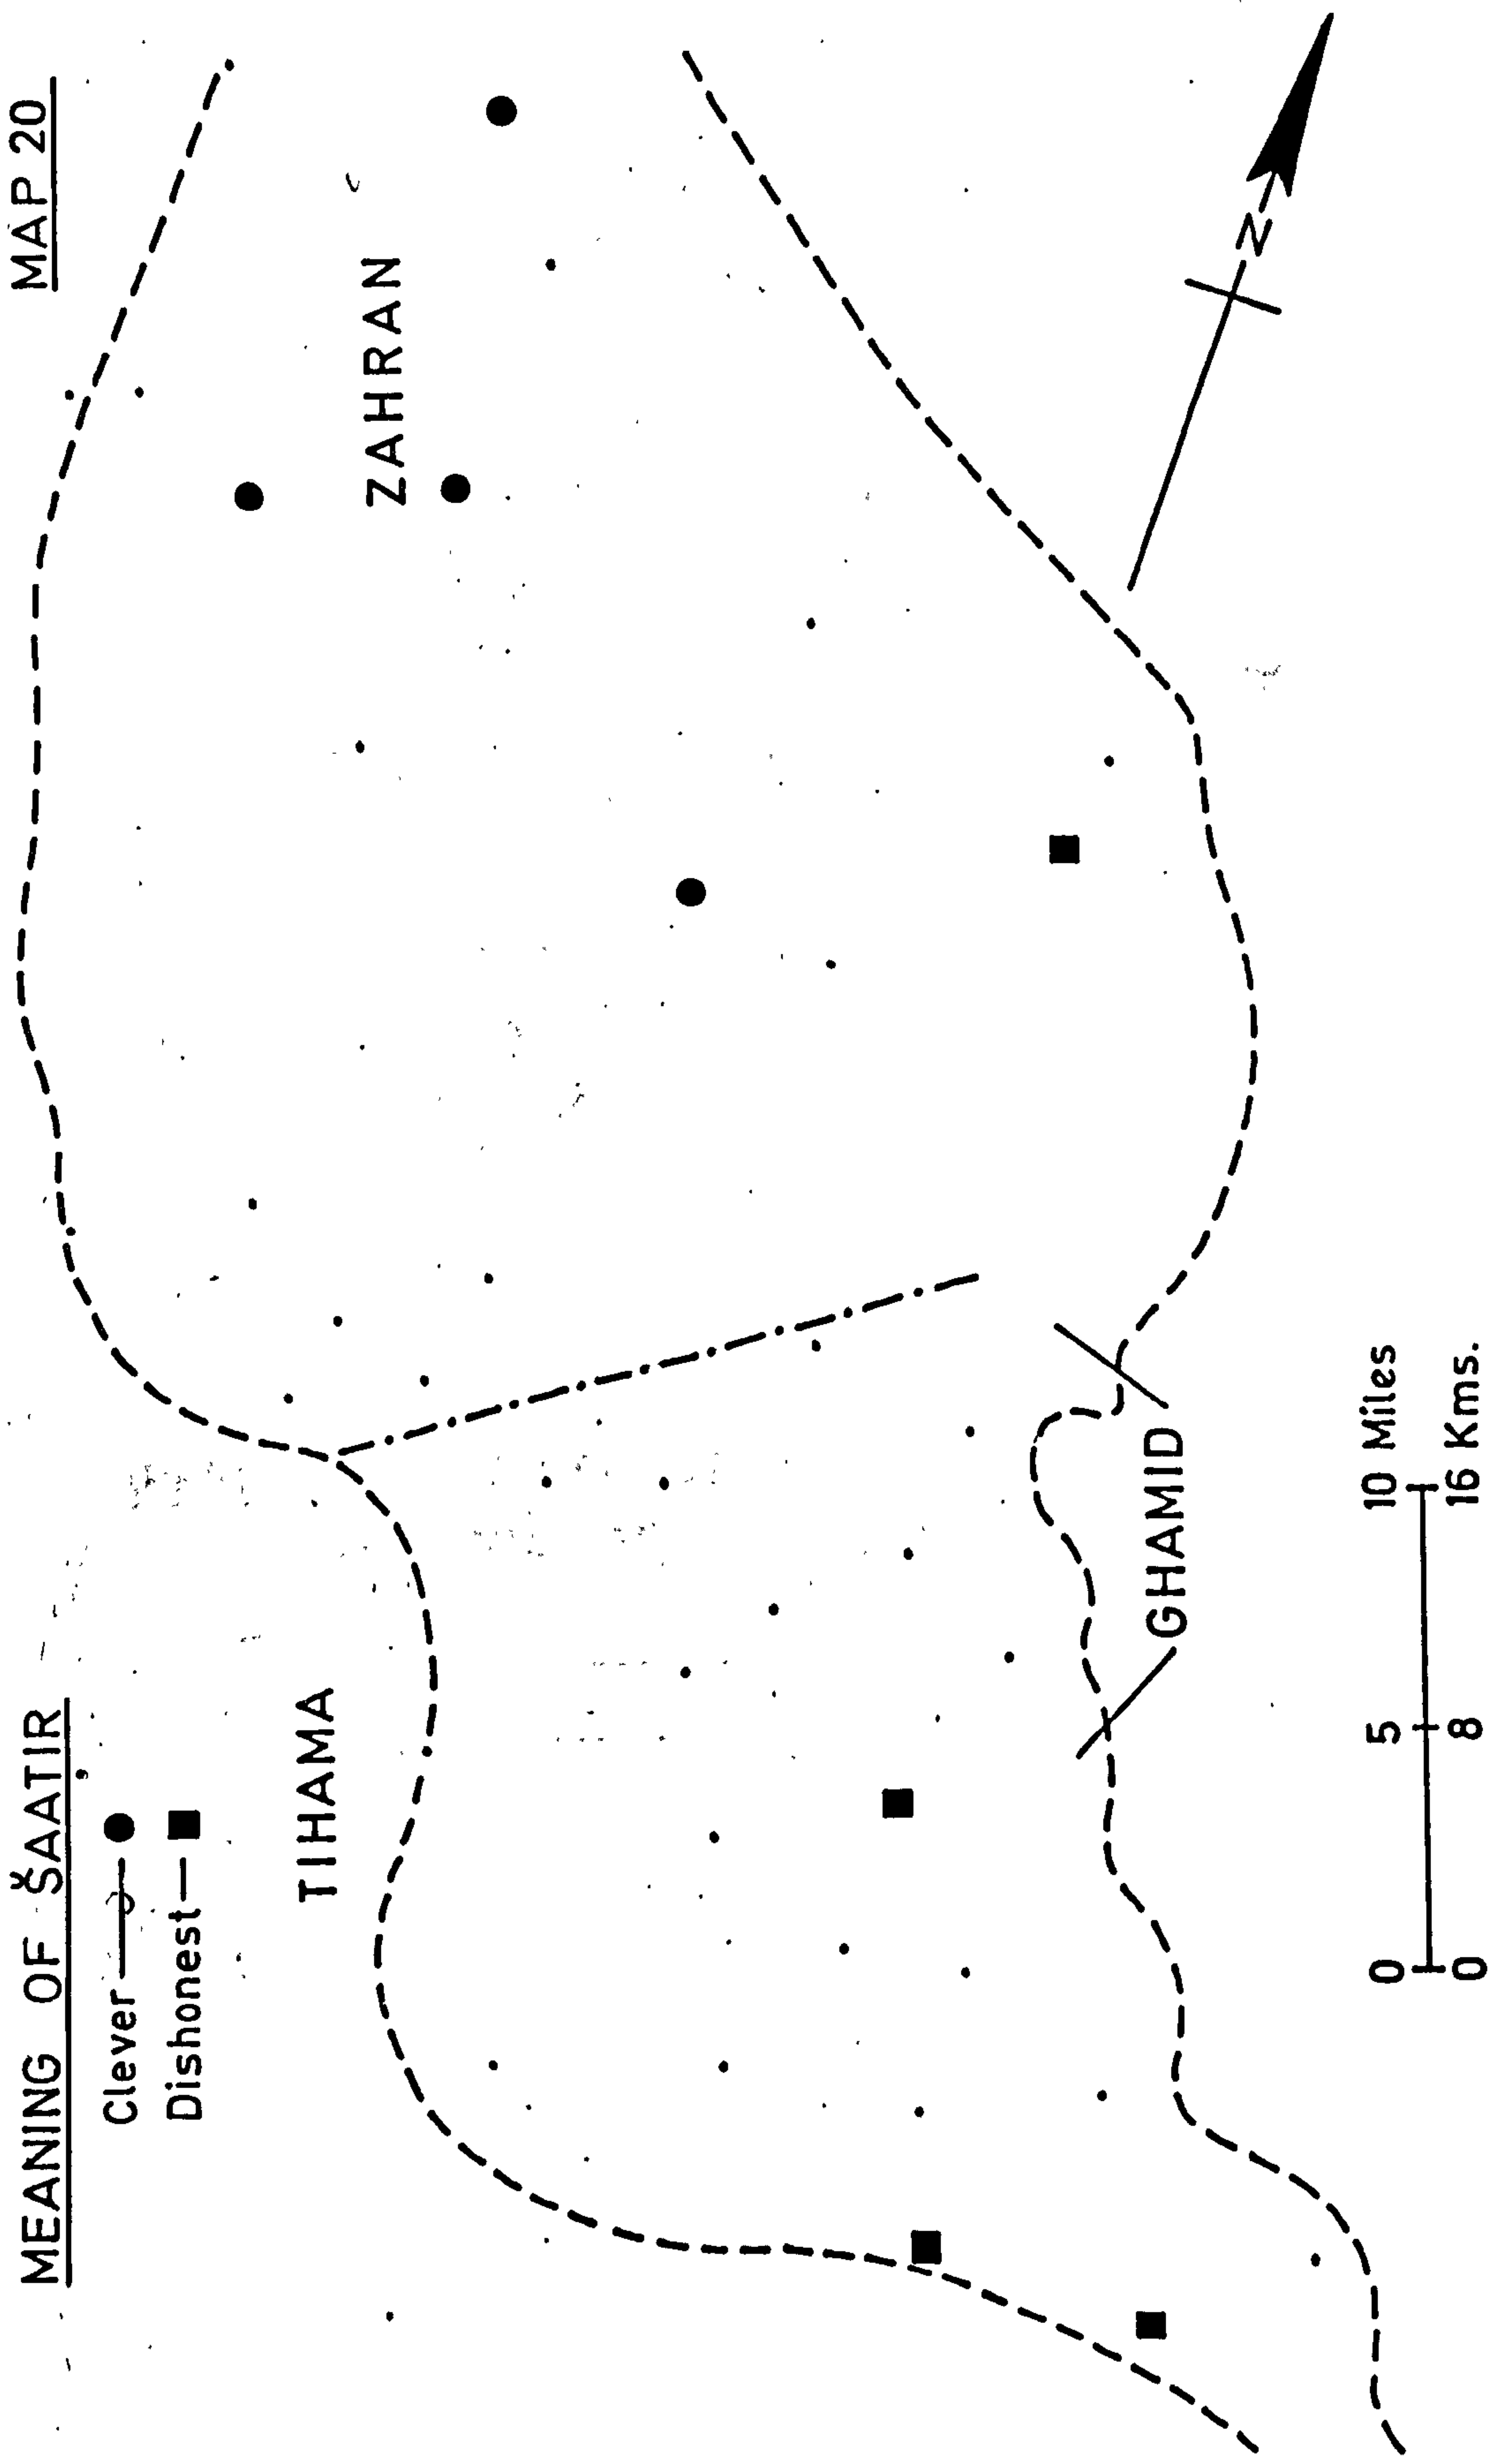 MAP 20
MEANING OF ŠAATIR
Clever
Dishonest
ZAHRAN
TIHAMA
GHAMID
N
0 5 10 Miles
0 8 16 Kms.